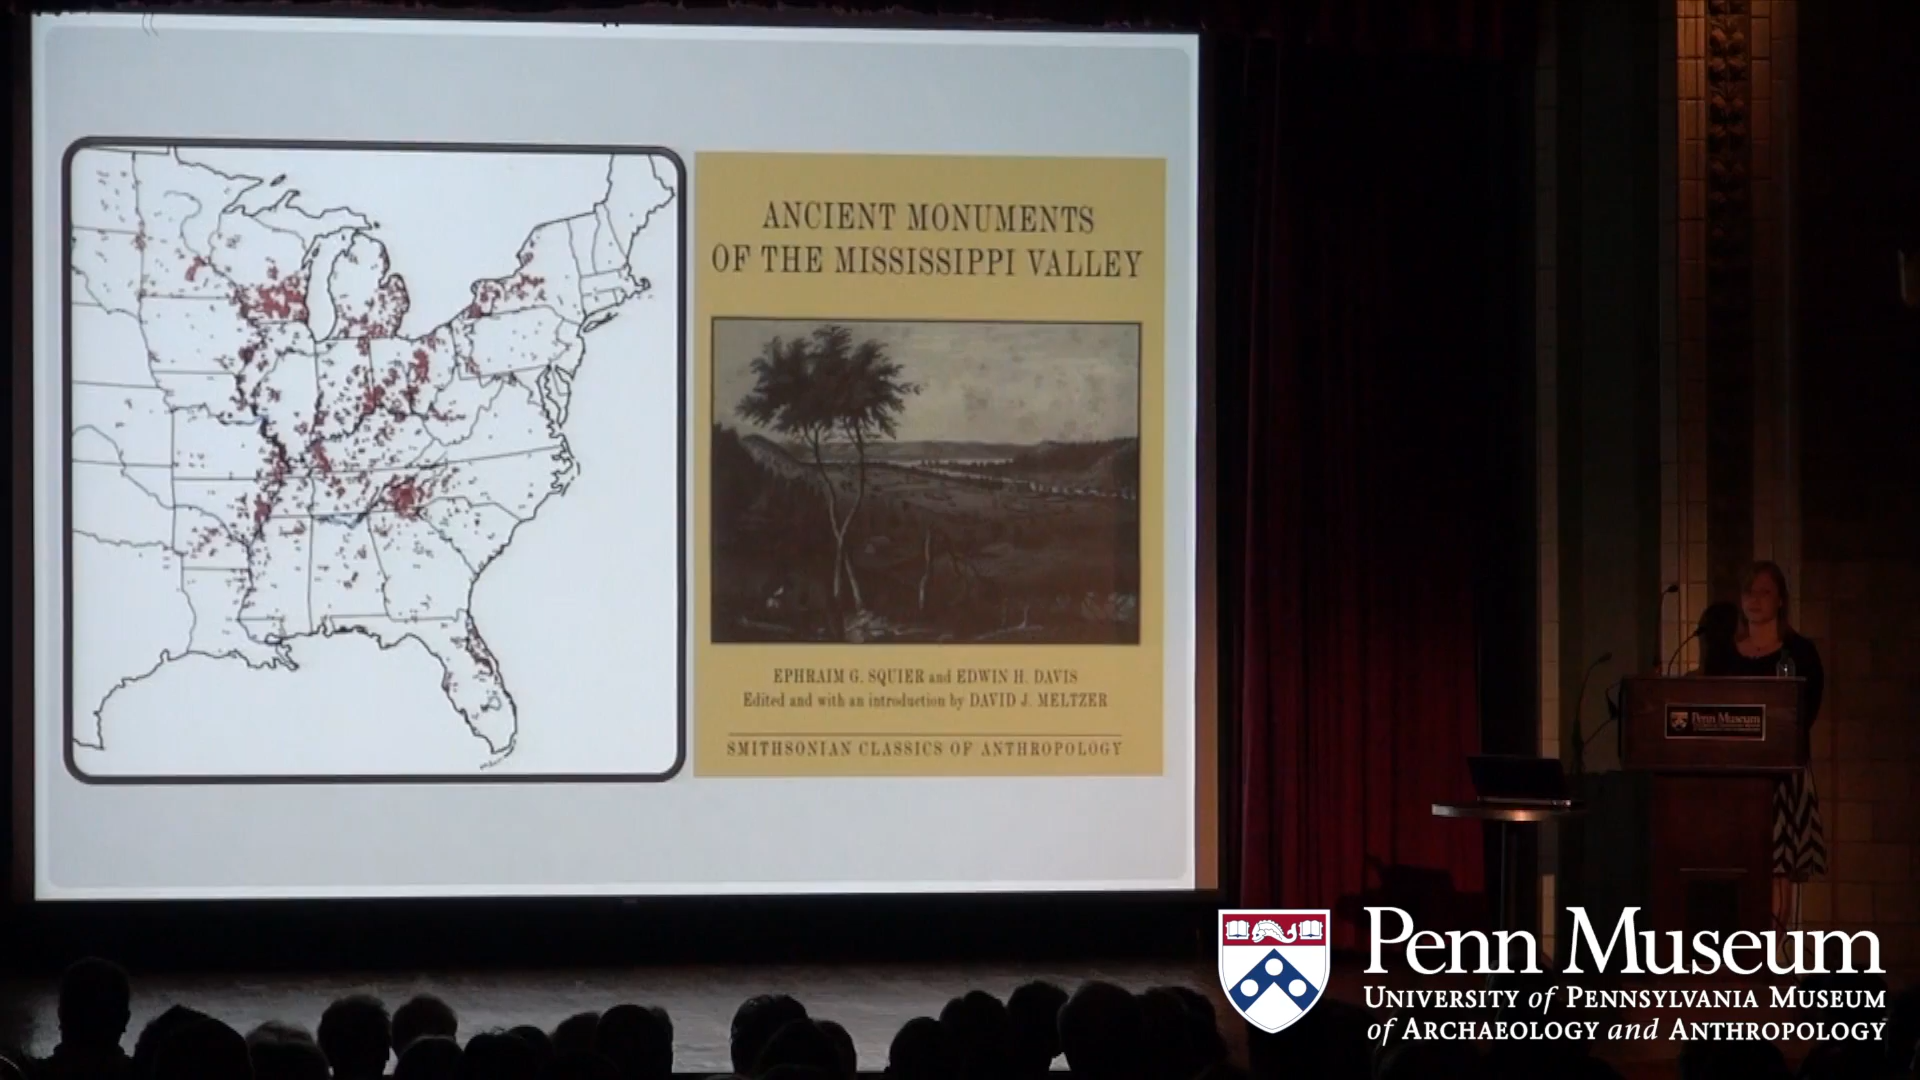 ANCIENT MONUMENTS
OF THE MISSISSIPPI VALLEY
EPHRAIM G. SQUIER and EDWIN H. DAVIS
Edited and with an introduction by DAVID J. MELTZER
SMITHSONIAN CLASSICS OF ANTHROPOLOGY
Penn Museum
Penn Museum
UNIVERSITY of PENNSYLVANIA MUSEUM
of ARCHAEOLOGY and ANTHROPOLOGY